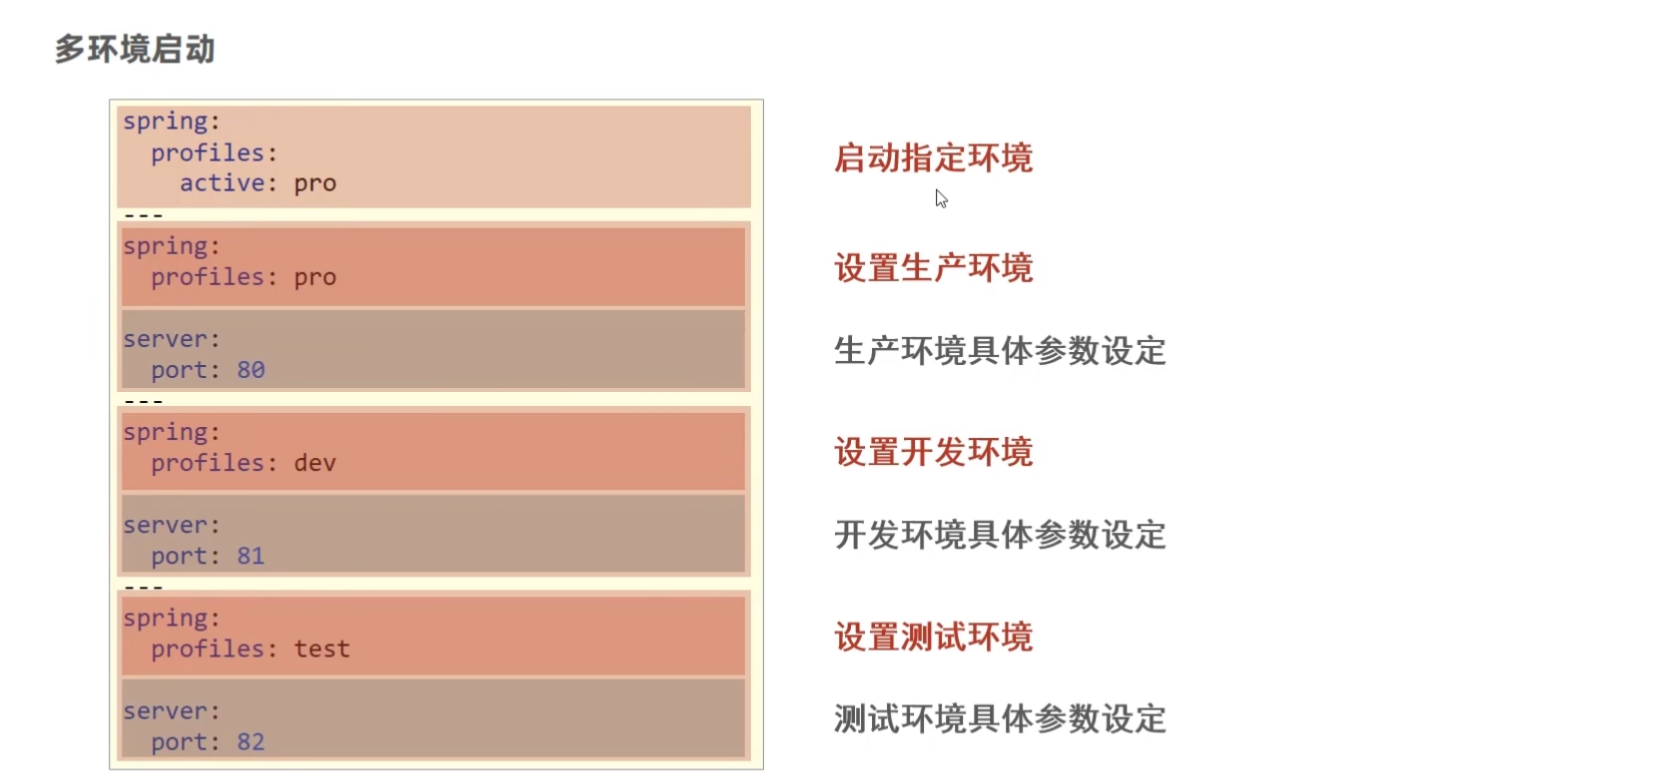 多环境启动
spring:
  profiles:
    active: pro
---
spring:
  profiles: pro
server:
  port: 80
---
spring:
  profiles: dev
server:
  port: 81
---
spring:
  profiles: test
server:
  port: 82
启动指定环境
设置生产环境
生产环境具体参数设定
设置开发环境
开发环境具体参数设定
设置测试环境
测试环境具体参数设定